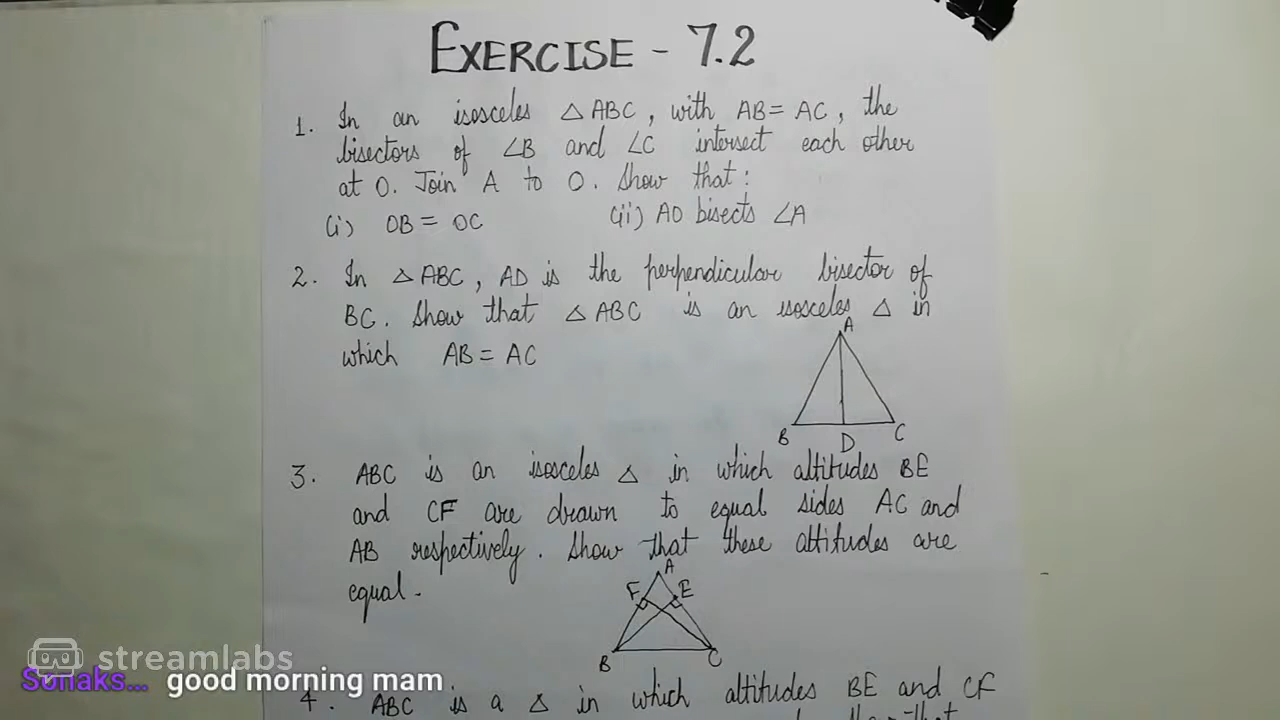 EXERCISE - 7.2
1. In an isosceles △ ABC, with AB = AC, the
bisectors of ∠B and ∠C intersect each other
at O. Join A to O. Show that:
(i) OB = OC (ii) AO bisects ∠A
2. In △ ABC, AD is the perpendicular bisector of
BC. Show that △ ABC is an isosceles △ in
which AB = AC
A
B D C
3. ABC is an isosceles △ in which altitudes BE
and CF are drawn to equal sides AC and
AB respectively. Show that these altitudes are
equal.
A
F E
B C
streamlabs
Sonaks... good morning mam
4. ABC is a △ in which altitudes BE and CF